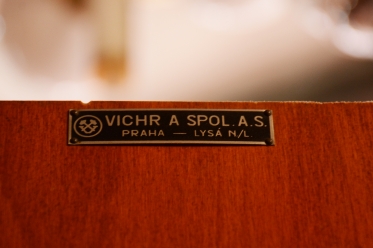 VICHR A SPOL. A.S.
PRAHA — LYSÁ N/L